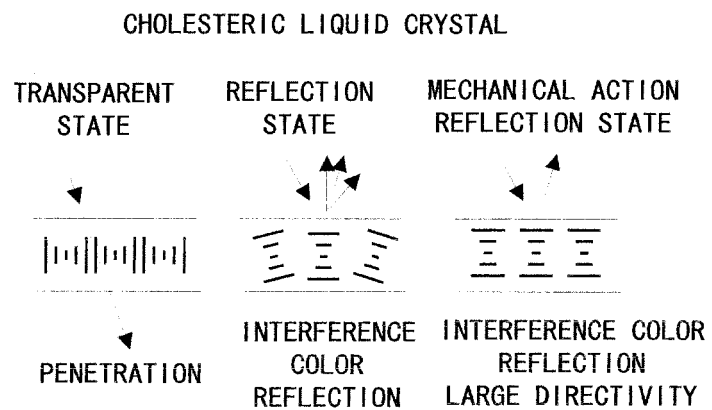 CHOLESTERIC LIQUID CRYSTAL
TRANSPARENT
STATE
REFLECTION
STATE
MECHANICAL ACTION
REFLECTION STATE
PENETRATION
INTERFERENCE
COLOR
REFLECTION
INTERFERENCE COLOR
REFLECTION
LARGE DIRECTIVITY